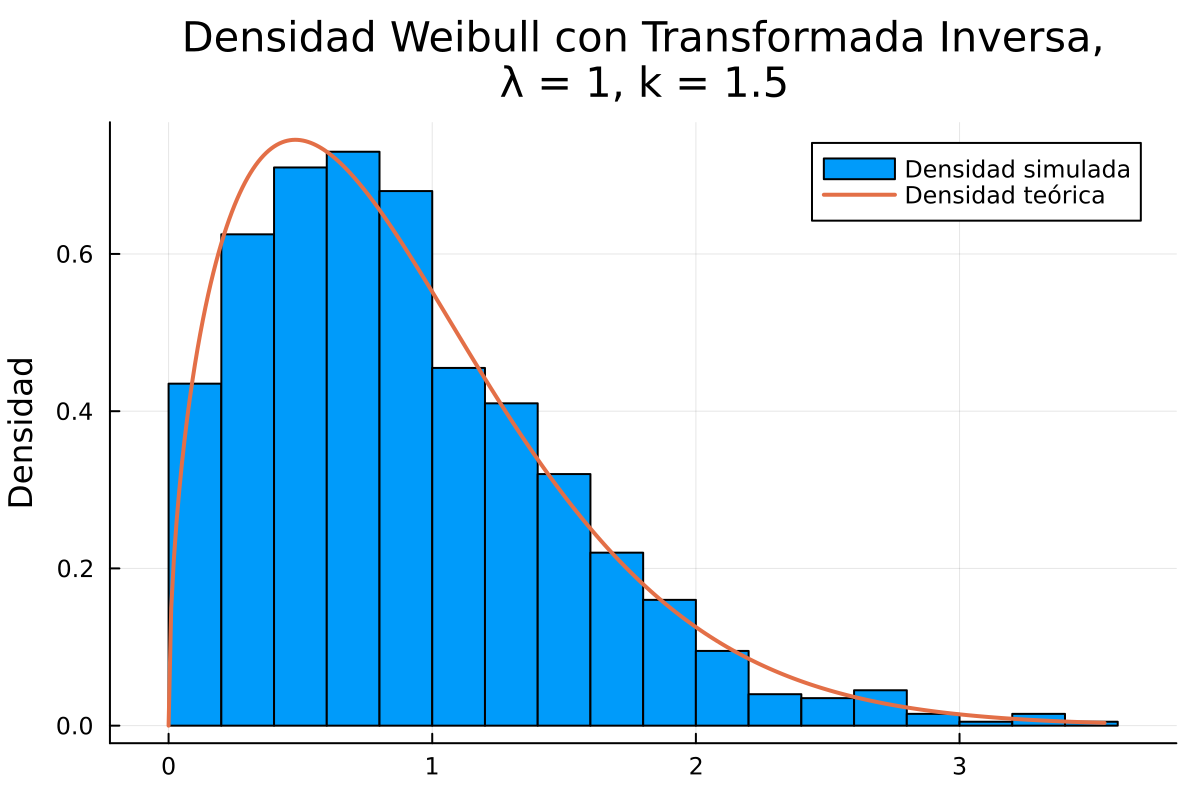 Densidad Weibull con Transformada Inversa,
λ = 1, k = 1.5
Densidad simulada
Densidad teórica
Densidad
0.6
0.4
0.2
0.0
0
1
2
3